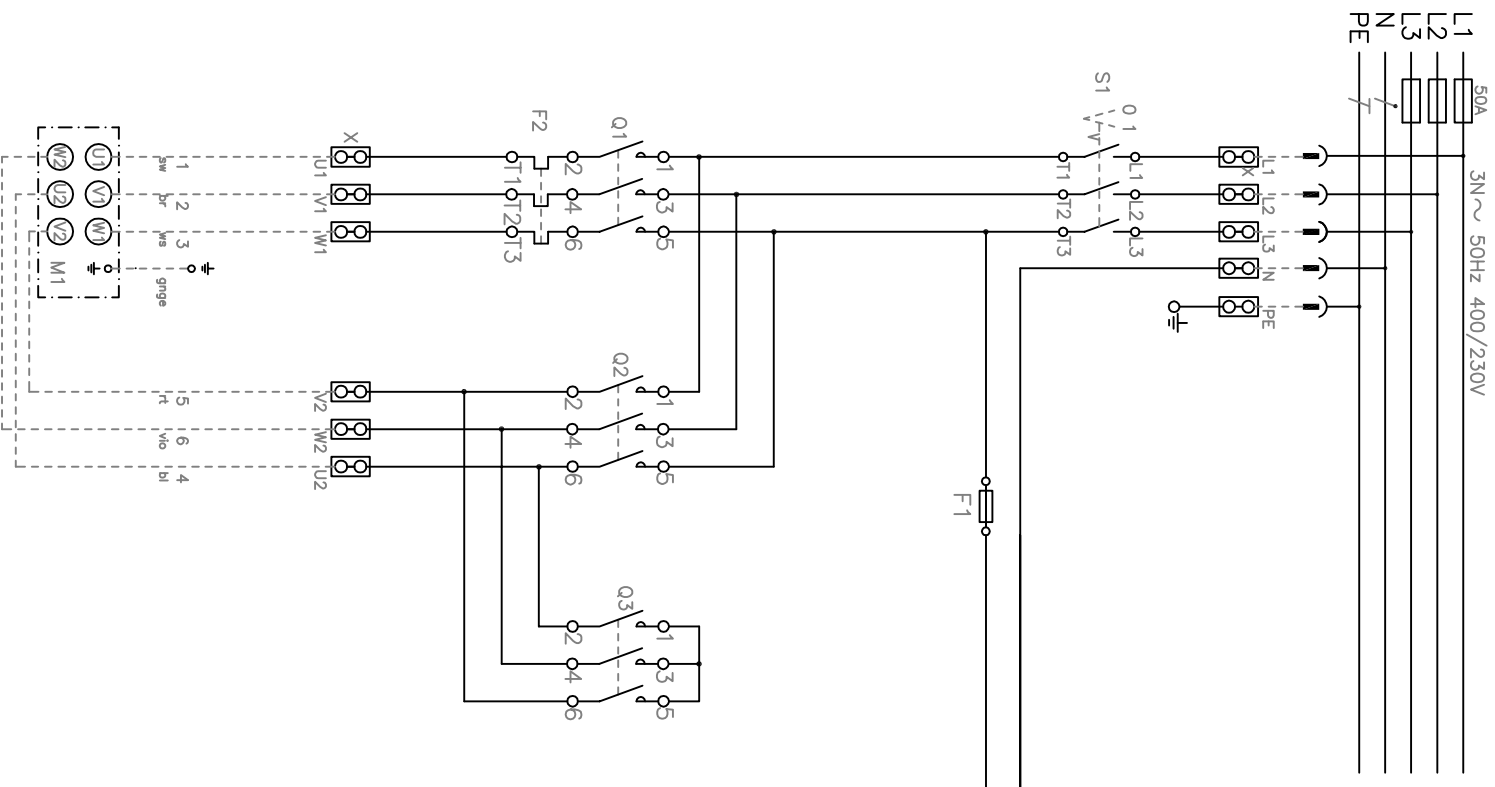 L1
L2
L3
N
PE
50A
3N~ 50Hz 400/230V
L1
L2
L3
N
PE
X
S1
0 1
L1
L2
L3
T1
T2
T3
F1
Q1
1
3
5
2
4
6
Q2
1
3
5
2
4
6
Q3
1
3
5
2
4
6
F2
T1
T2
T3
X
U1
V1
W1
V2
W2
U2
1
sw
2
br
3
ws
gnge
5
rt
6
vio
4
bl
U1
V1
W1
W2
U2
V2
M1